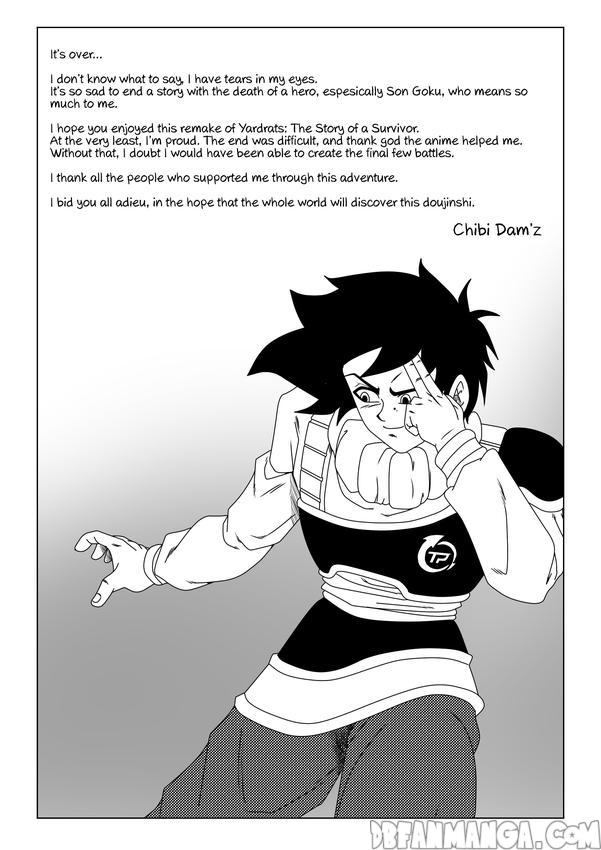 It's over...
I don't know what to say, I have tears in my eyes.
It's so sad to end a story with the death of a hero, espesically Son Goku, who means so
much to me.
I hope you enjoyed this remake of Yardrats: The Story of a Survivor.
At the very least, I'm proud. The end was difficult, and thank god the anime helped me.
Without that, I doubt I would have been able to create the final few battles.
I thank all the people who supported me through this adventure.
I bid you all adieu, in the hope that the whole world will discover this doujinshi.
Chibi Dam'z
TP
DBFANMANGA.COM